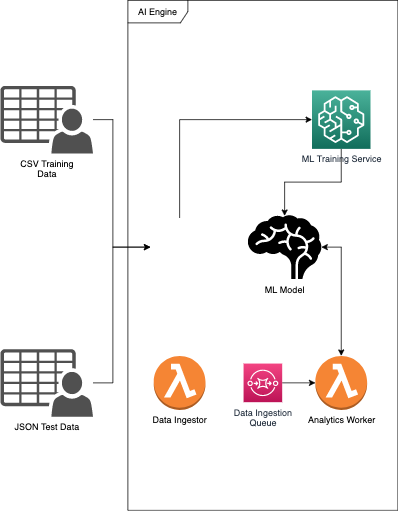 AI Engine
CSV Training
Data
ML Training Service
ML Model
JSON Test Data
Data Ingestor
Data Ingestion
Queue
Analytics Worker